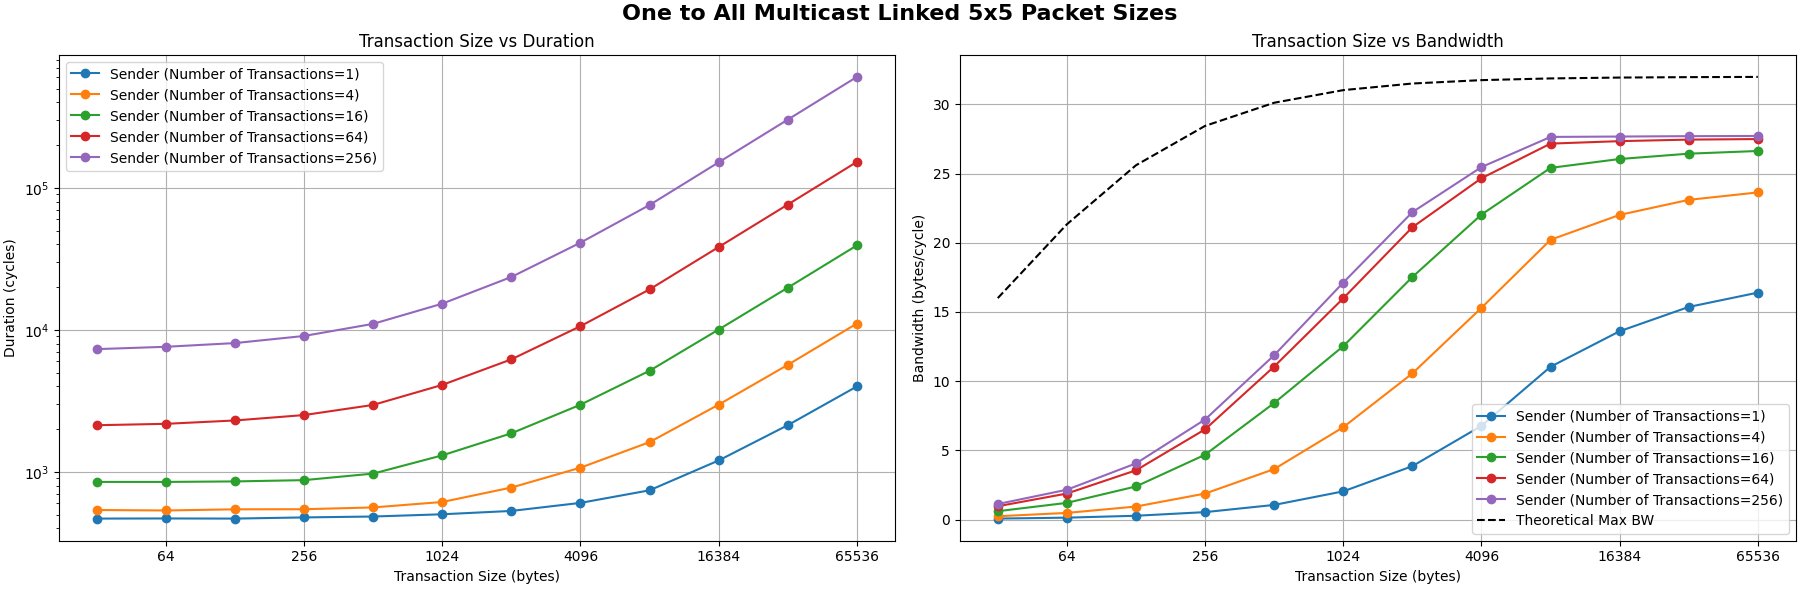 One to All Multicast Linked 5x5 Packet Sizes
Transaction Size vs Duration
Sender (Number of Transactions=1)
Sender (Number of Transactions=4)
Sender (Number of Transactions=16)
Sender (Number of Transactions=64)
Sender (Number of Transactions=256)
Duration (cycles)
10^5
10^4
10^3
64
256
1024
4096
16384
65536
Transaction Size (bytes)
Transaction Size vs Bandwidth
Bandwidth (bytes/cycle)
30
25
20
15
10
5
0
Sender (Number of Transactions=1)
Sender (Number of Transactions=4)
Sender (Number of Transactions=16)
Sender (Number of Transactions=64)
Sender (Number of Transactions=256)
Theoretical Max BW
64
256
1024
4096
16384
65536
Transaction Size (bytes)